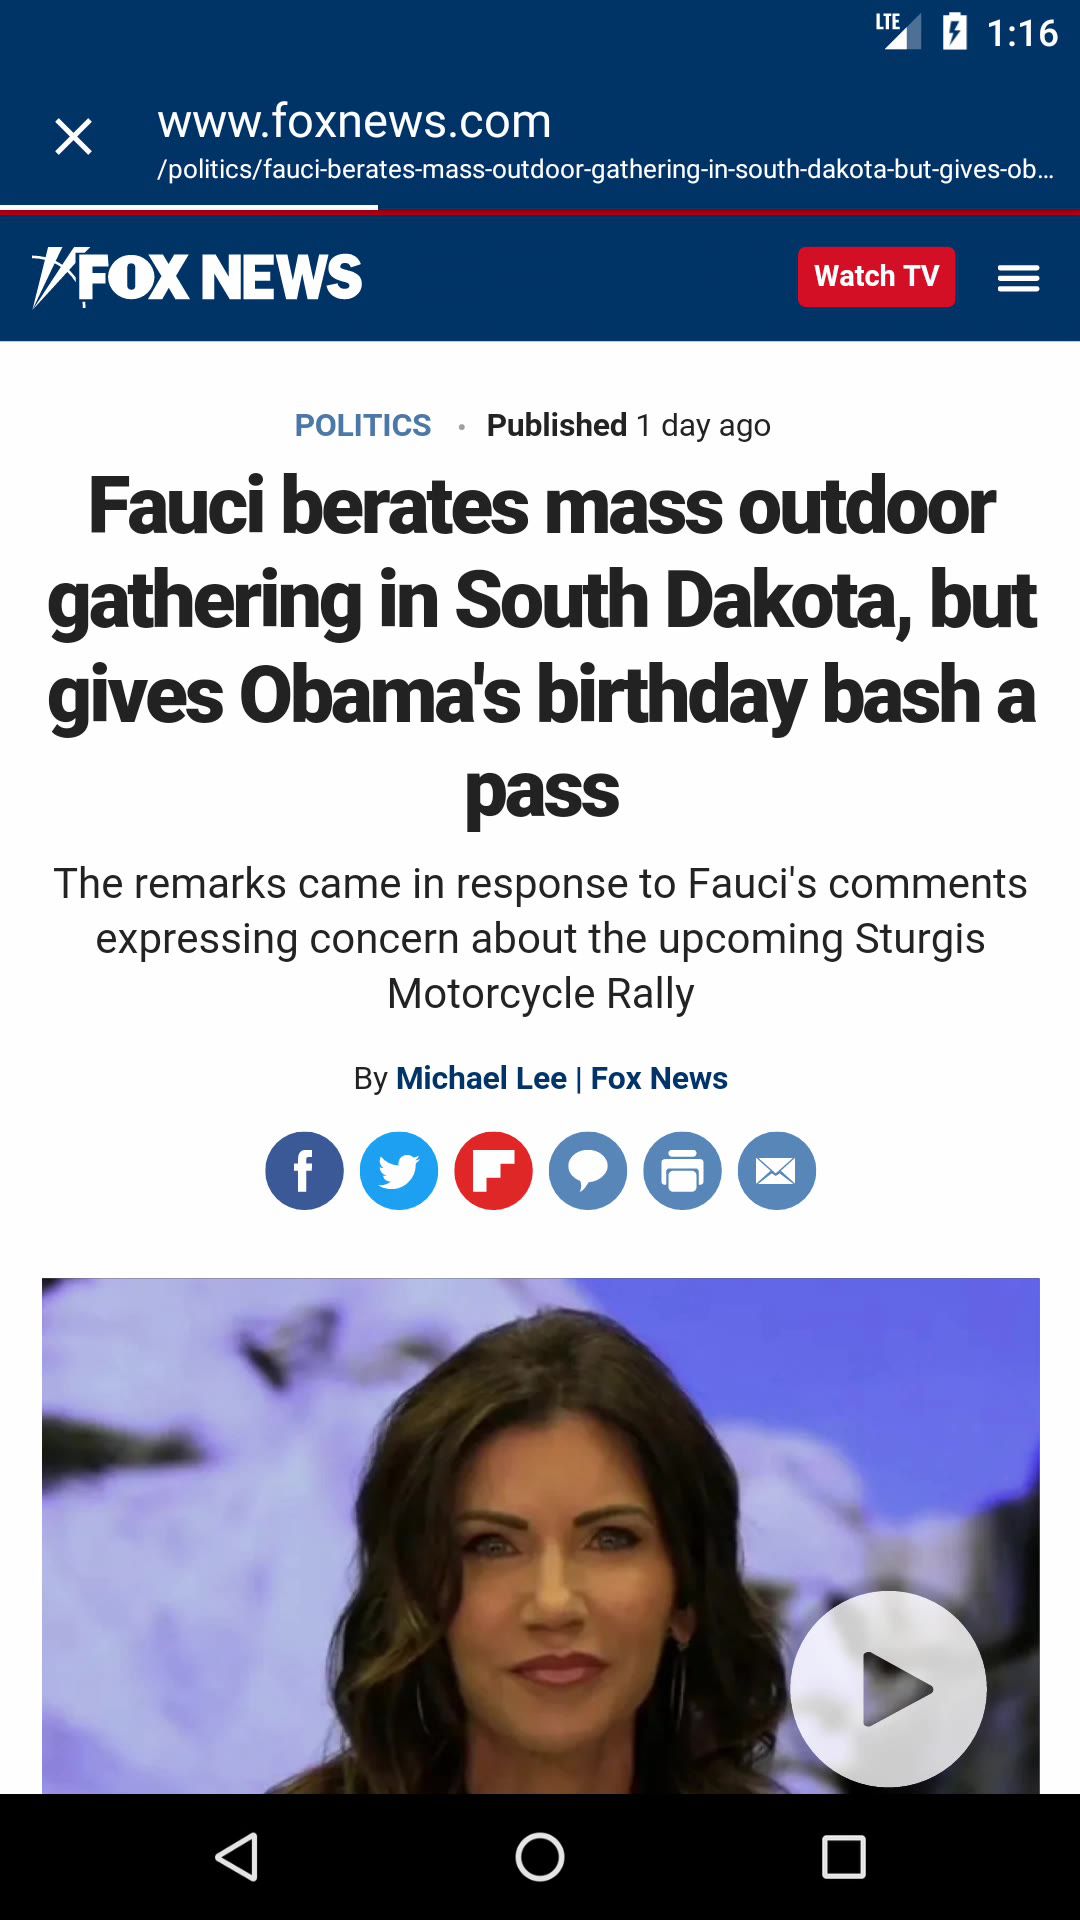 LTE 1:16
www.foxnews.com
/politics/fauci-berates-mass-outdoor-gathering-in-south-dakota-but-gives-ob...
FOX NEWS
Watch TV
POLITICS · Published 1 day ago
Fauci berates mass outdoor
gathering in South Dakota, but
gives Obama's birthday bash a
pass
The remarks came in response to Fauci's comments
expressing concern about the upcoming Sturgis
Motorcycle Rally
By Michael Lee | Fox News